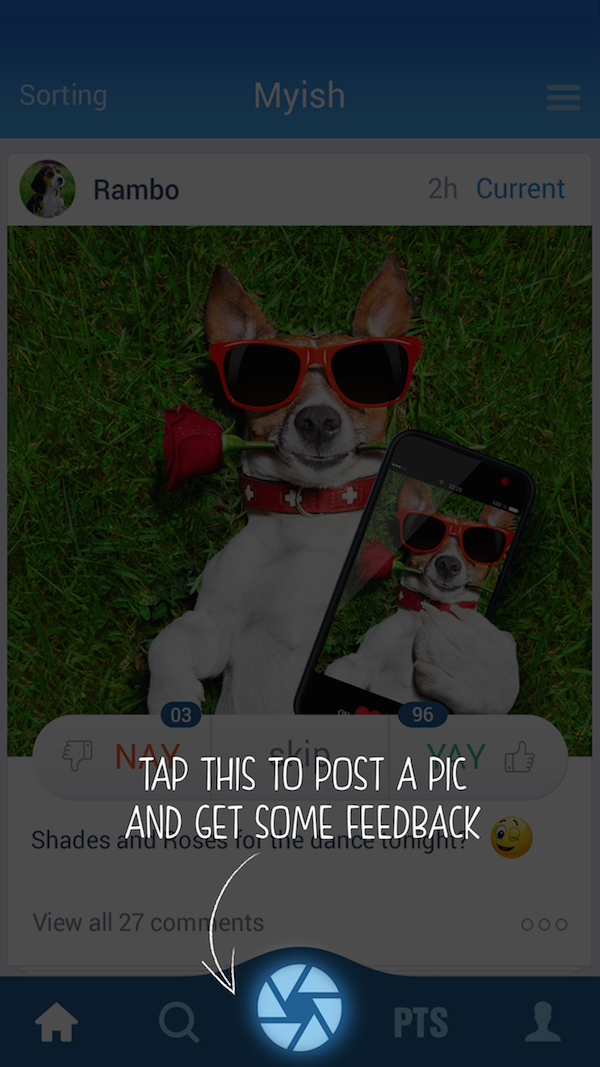 Sorting
Myish
Rambo
2h Current
03
96
NAY
skip
YAY
TAP THIS TO POST A PIC
AND GET SOME FEEDBACK
Shades and Roses for the dance tonight?
View all 27 comments
PTS